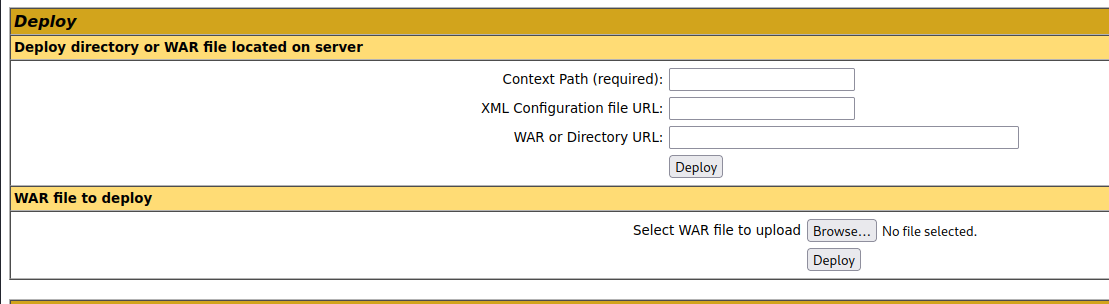 Deploy
Deploy directory or WAR file located on server
Context Path (required):
XML Configuration file URL:
WAR or Directory URL:
Deploy
WAR file to deploy
Select WAR file to upload Browse... No file selected.
Deploy